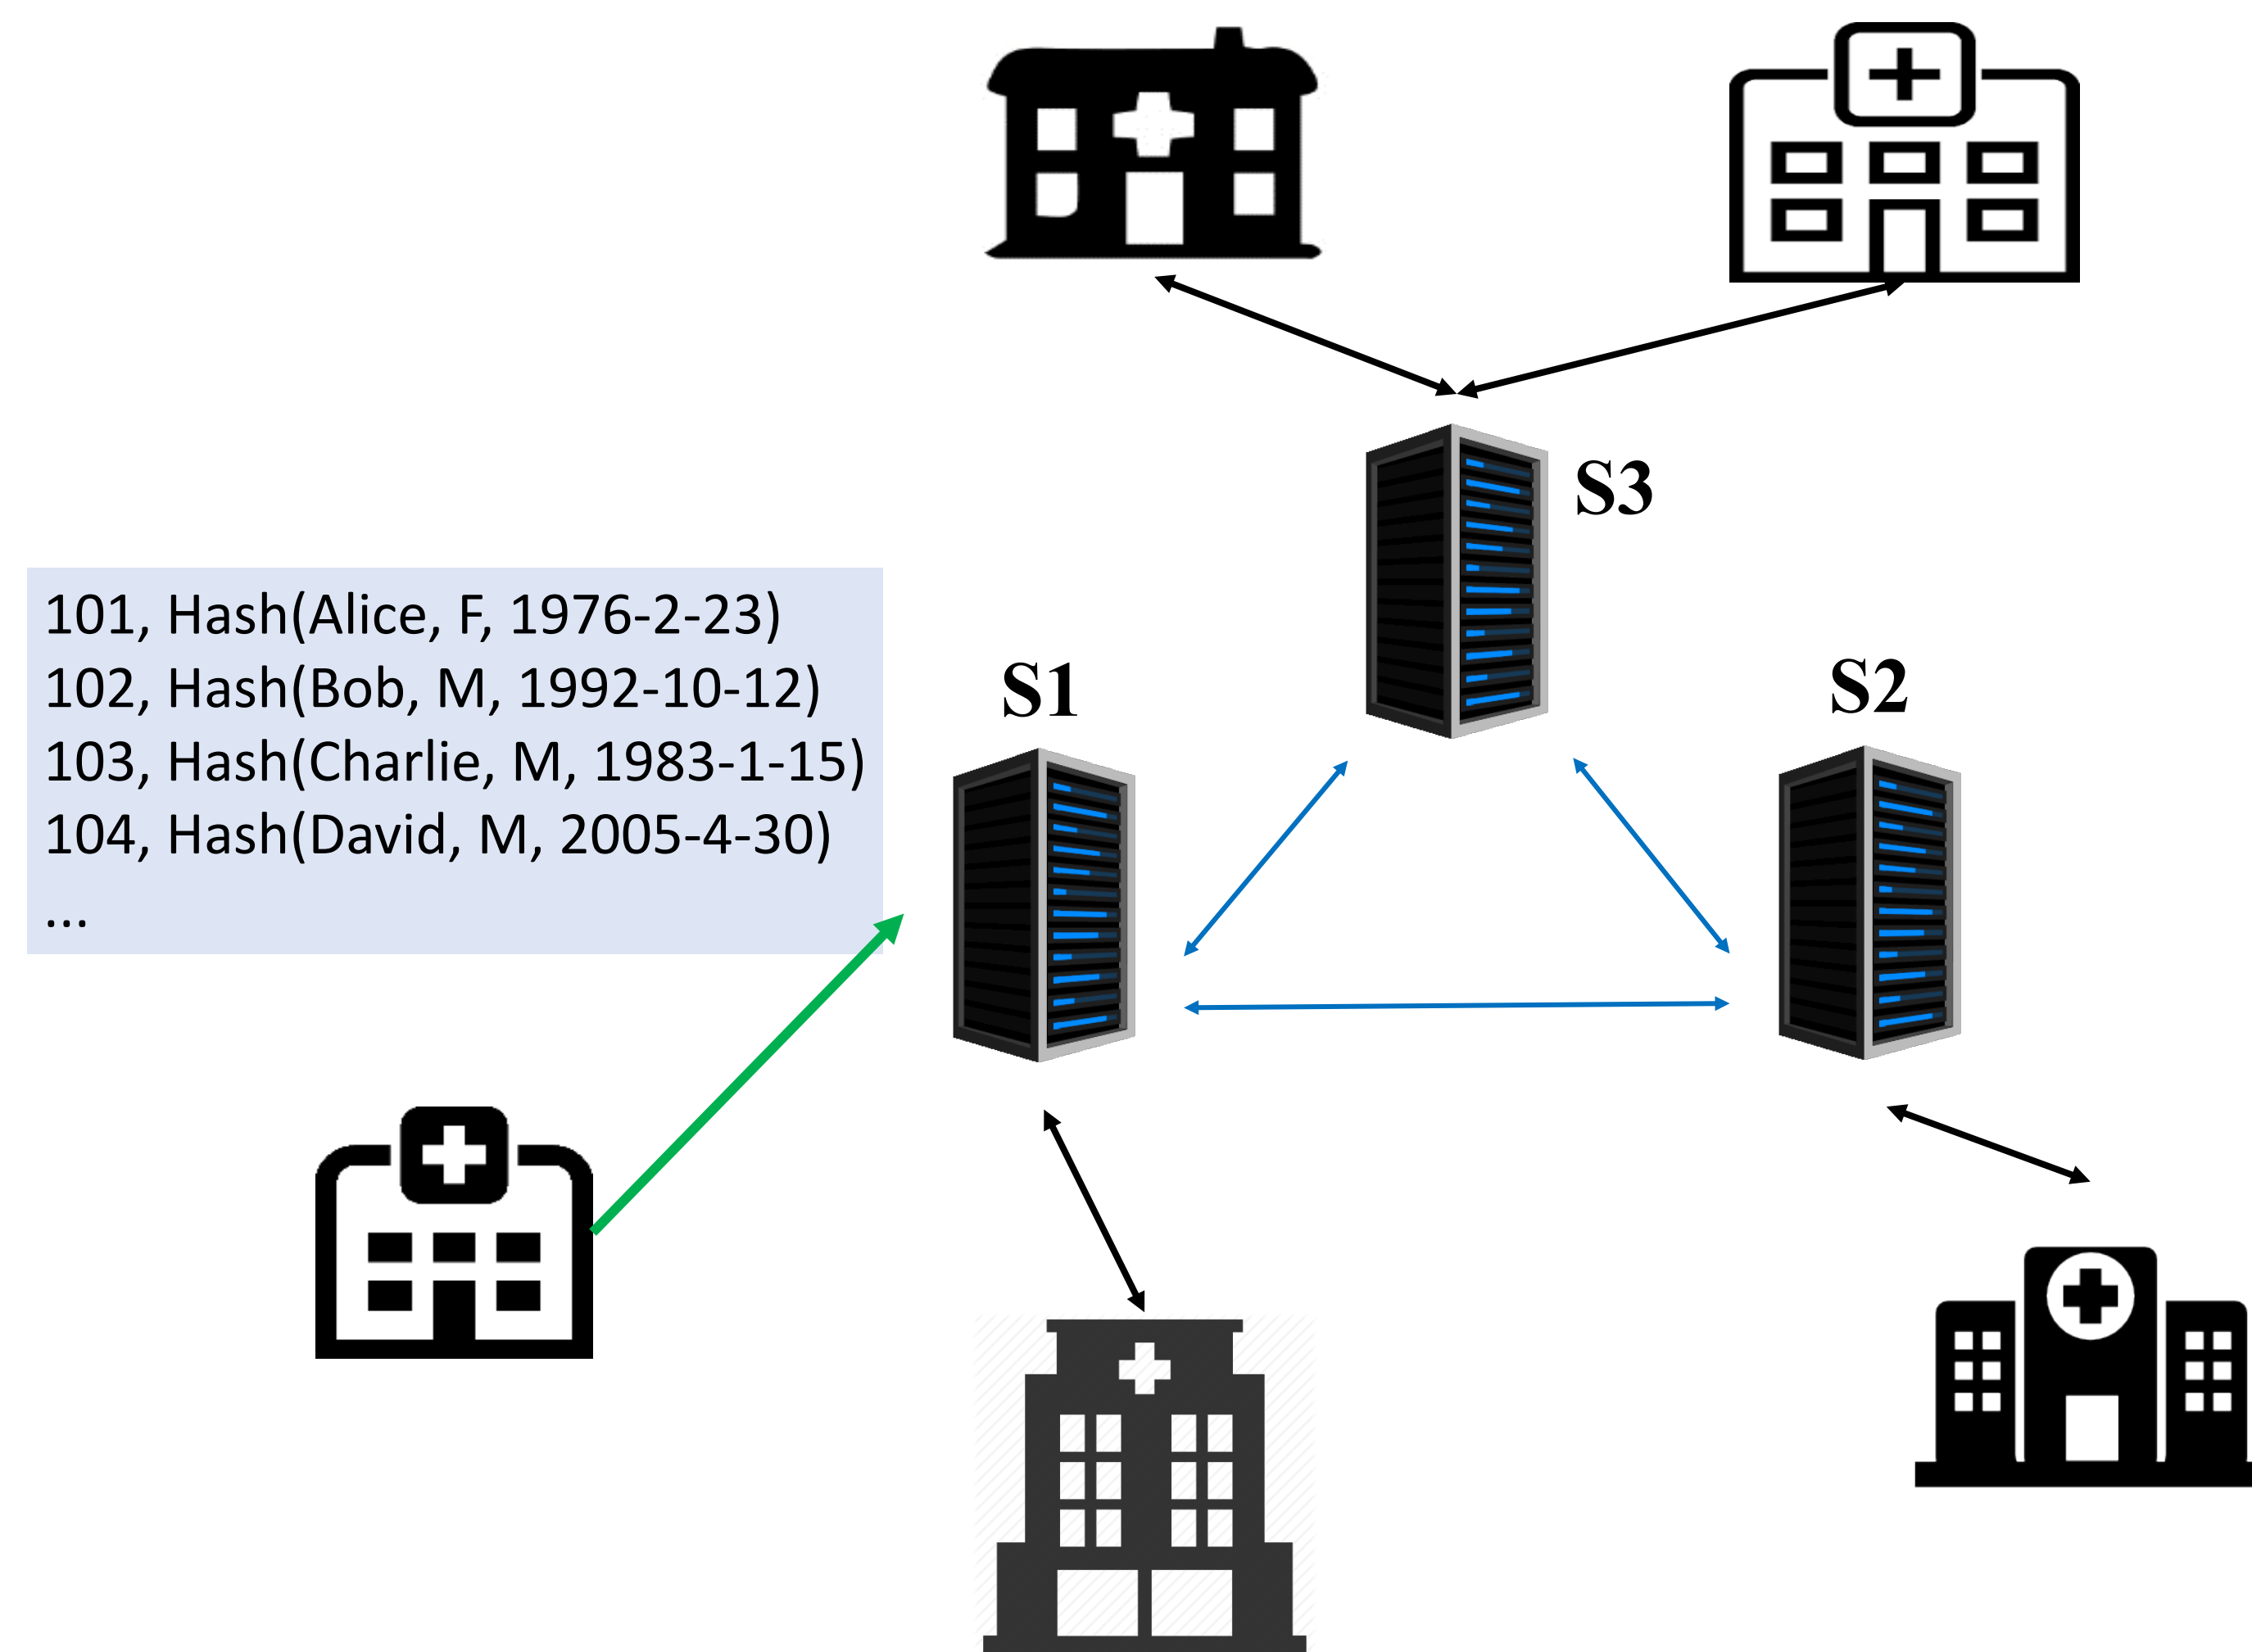 S3
101, Hash(Alice, F, 1976-2-23)
102, Hash(Bob, M, 1992-10-12)
103, Hash(Charlie, M, 1983-1-15)
104, Hash(David, M, 2005-4-30)
...
S1
S2